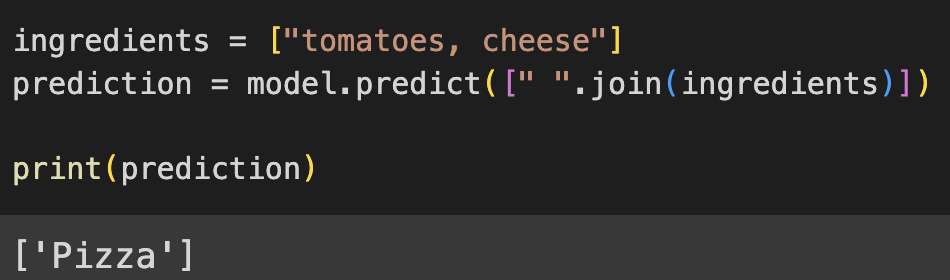 ingredients = ["tomatoes, cheese"]
prediction = model.predict([" ".join(ingredients)])
print(prediction)
['Pizza']